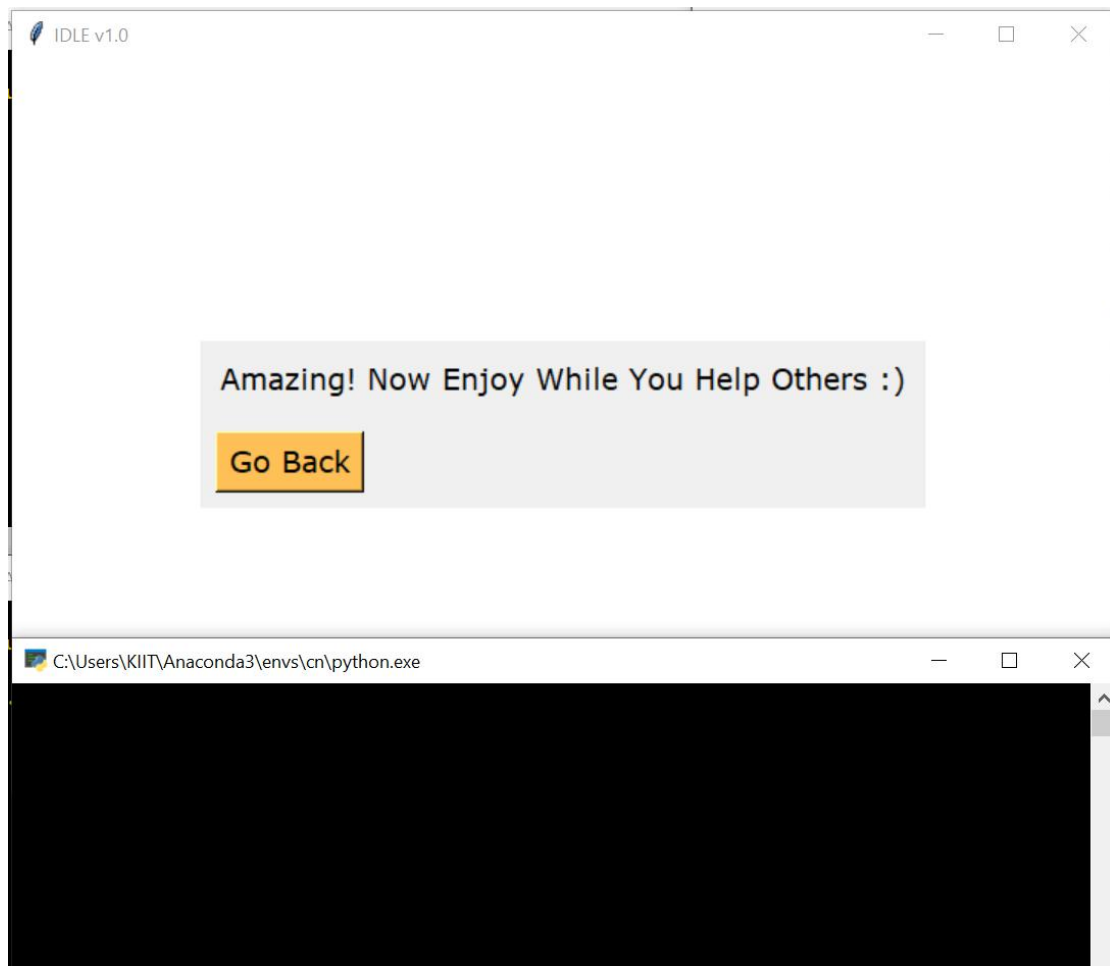 IDLE v1.0
Amazing! Now Enjoy While You Help Others :)
Go Back
C:\Users\KIIT\Anaconda3\envs\cn\python.exe